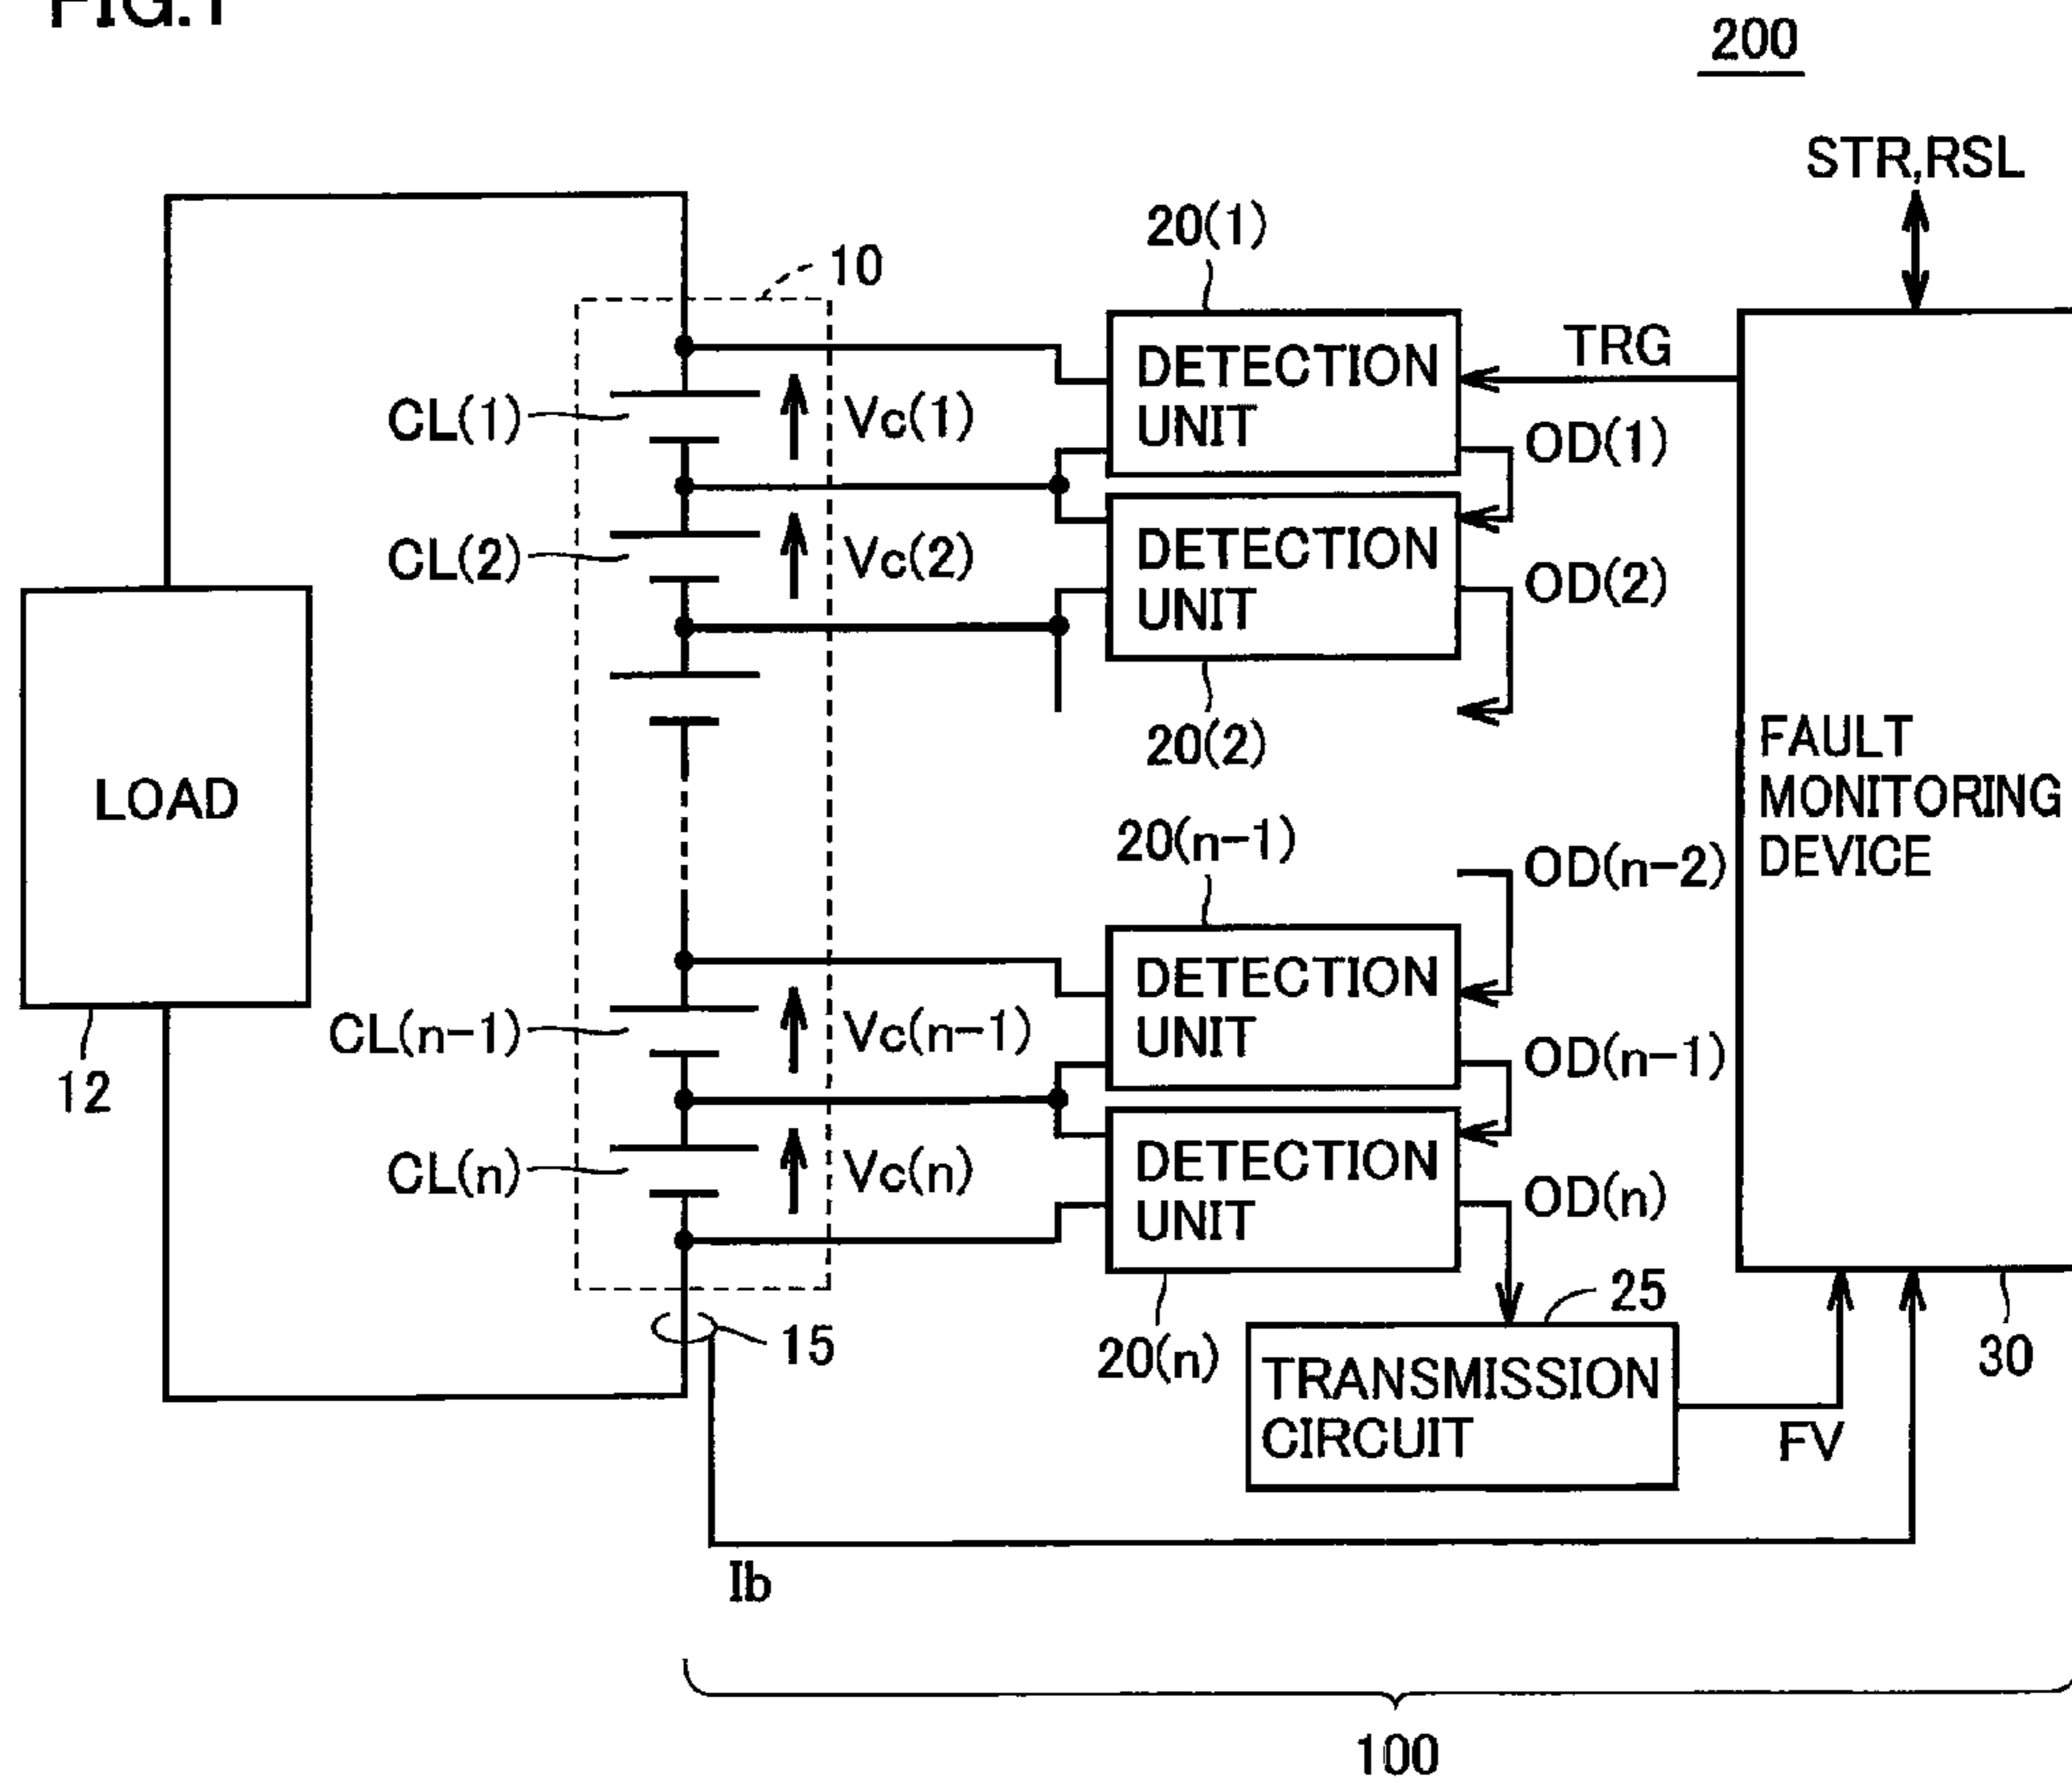 FIG.1
200
STR,RSL
20(1)
10
DETECTION
UNIT
TRG
CL(1)
Vc(1)
OD(1)
CL(2)
Vc(2)
DETECTION
UNIT
OD(2)
20(2)
LOAD
FAULT
MONITORING
DEVICE
20(n-1)
OD(n-2)
DETECTION
UNIT
CL(n-1)
Vc(n-1)
OD(n-1)
12
CL(n)
Vc(n)
DETECTION
UNIT
OD(n)
25
15
20(n)
30
TRANSMISSION
CIRCUIT
FV
Ib
100